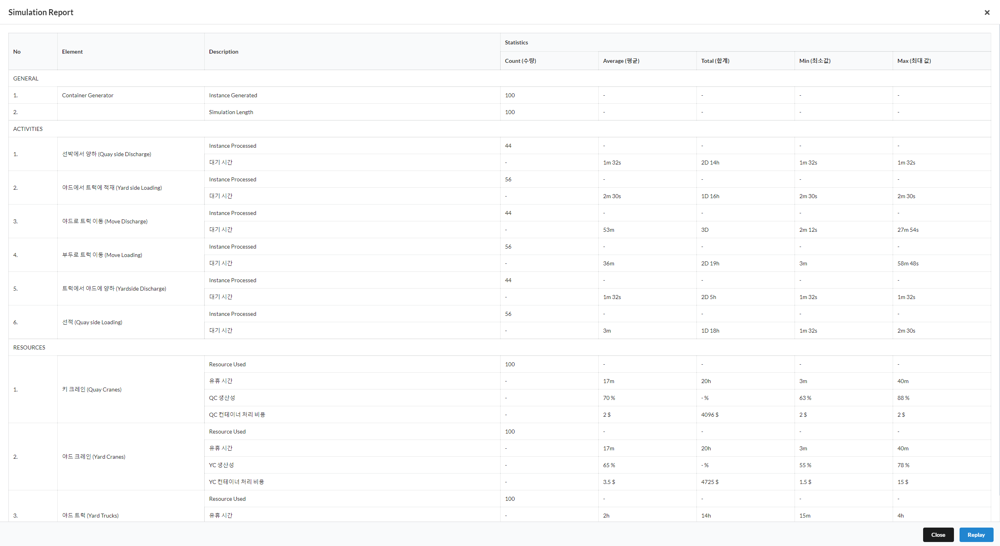 Simulation Report ×
Statistics
No Element Description
Count (수량) Average (평균) Total (합계) Min (최소값) Max (최대 값)
GENERAL
1. Container Generator Instance Generated 100 - - - -
2. Simulation Length 100 - - - -
ACTIVITIES
Instance Processed 44 - - - -
1. 선박에서 양하 (Quay side Discharge)
대기 시간 - 1m 32s 2D 14h 1m 32s 1m 32s
Instance Processed 56 - - - -
2. 야드에서 트럭에 적재 (Yard side Loading)
대기 시간 - 2m 30s 1D 16h 2m 30s 2m 30s
Instance Processed 44 - - - -
3. 야드로 트럭 이동 (Move Discharge)
대기 시간 - 53m 3D 2m 12s 27m 54s
Instance Processed 56 - - - -
4. 부두로 트럭 이동 (Move Loading)
대기 시간 - 36m 2D 19h 3m 58m 48s
Instance Processed 44 - - - -
5. 트럭에서 야드에 양하 (Yardside Discharge)
대기 시간 - 1m 32s 2D 5h 1m 32s 1m 32s
Instance Processed 56 - - - -
6. 선적 (Quay side Loading)
대기 시간 - 3m 1D 18h 1m 32s 2m 30s
RESOURCES
Resource Used 100 - - - -
유휴 시간 - 17m 20h 3m 40m
1. 키 크레인 (Quay Cranes)
QC 생산성 - 70 % - % 63 % 88 %
QC 컨테이너 처리 비용 - 2 $ 4096 $ 2 $ 2 $
Resource Used 100 - - - -
유휴 시간 - 17m 20h 3m 40m
2. 야드 크레인 (Yard Cranes)
YC 생산성 - 65 % - % 55 % 78 %
YC 컨테이너 처리 비용 - 3.5 $ 4725 $ 1.5 $ 15 $
Resource Used 100 - - - -
3. 야드 트럭 (Yard Trucks) 유휴 시간 - 2h 14h 15m 4h
Close Replay